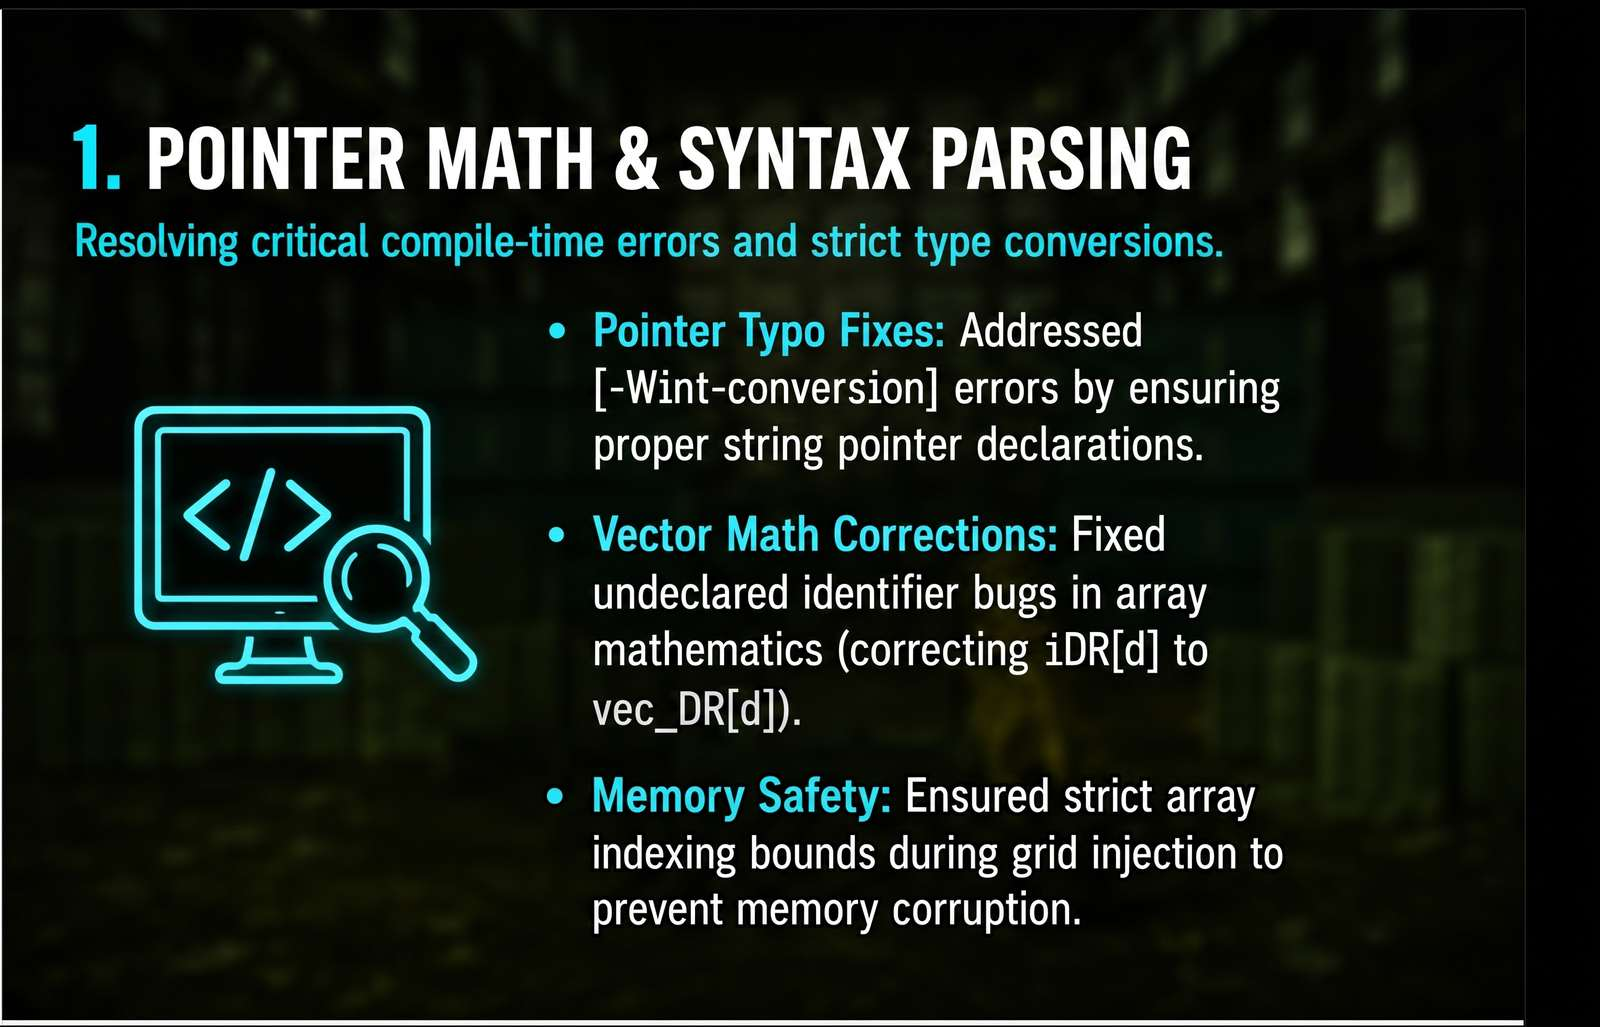 1. POINTER MATH & SYNTAX PARSING
Resolving critical compile-time errors and strict type conversions.
</>
• Pointer Typo Fixes: Addressed
[-Wint-conversion] errors by ensuring
proper string pointer declarations.
• Vector Math Corrections: Fixed
undeclared identifier bugs in array
mathematics (correcting iDR[d] to
vec_DR[d]).
• Memory Safety: Ensured strict array
indexing bounds during grid injection to
prevent memory corruption.